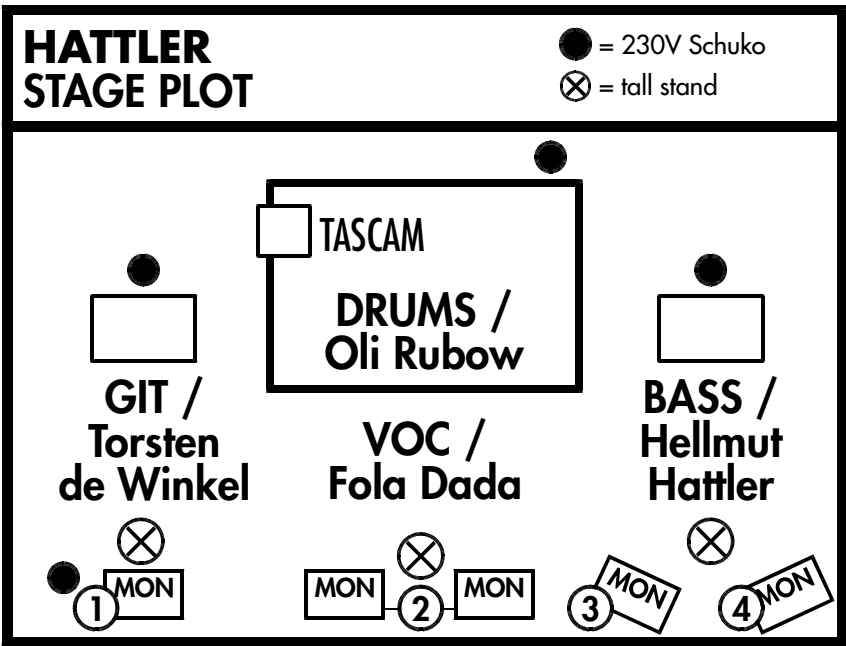 HATTLER
STAGE PLOT
= 230V Schuko
= tall stand
TASCAM
DRUMS /
Oli Rubow
GIT /
Torsten
de Winkel
VOC /
Fola Dada
BASS /
Hellmut
Hattler
1 MON
MON 2 MON
3 MON
4 MON